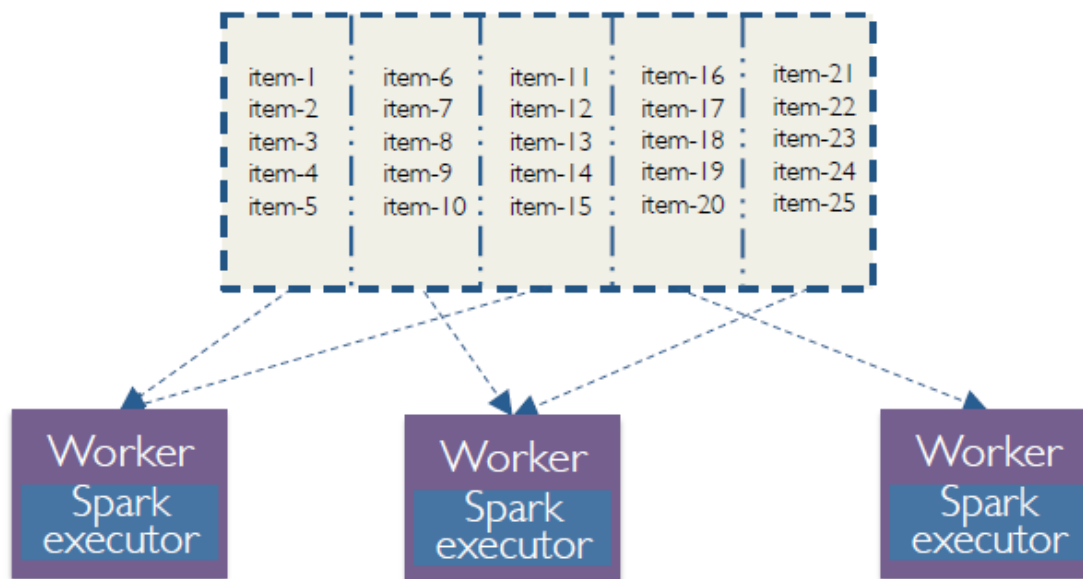 item-1
item-2
item-3
item-4
item-5
item-6
item-7
item-8
item-9
item-10
item-11
item-12
item-13
item-14
item-15
item-16
item-17
item-18
item-19
item-20
item-21
item-22
item-23
item-24
item-25
Worker
Spark
executor
Worker
Spark
executor
Worker
Spark
executor